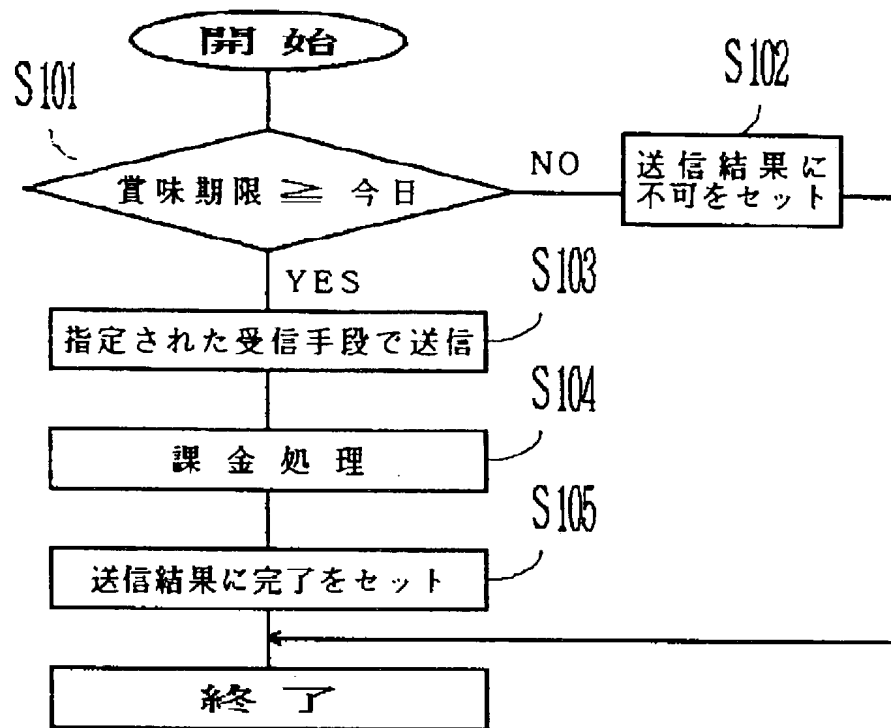 開始
S101
賞味期限 ≧ 今日
NO
S102
送信結果に
不可をセット
YES
S103
指定された受信手段で送信
S104
課金処理
S105
送信結果に完了をセット
終了